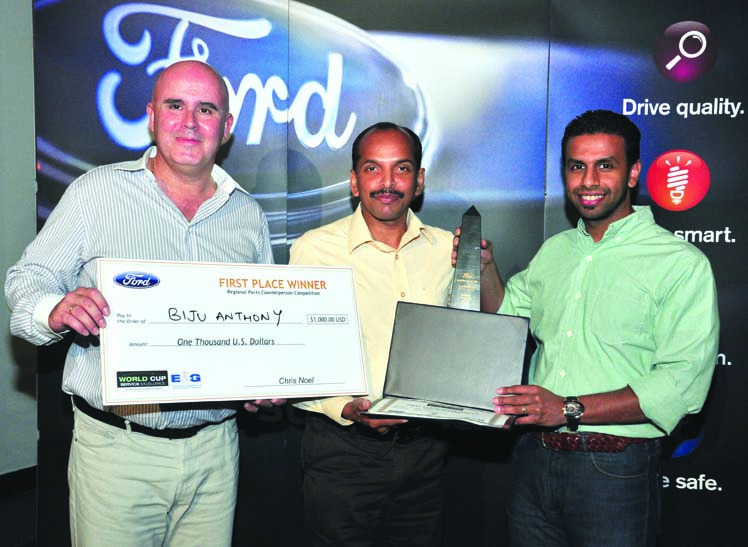 Ford
Drive quality.
smart.
Ford
FIRST PLACE WINNER
Regional Parts Counterperson Competition
Pay to
the Order of:
BIJU ANTHONY
$1,000.00 USD
Amount:
One Thousand U.S. Dollars
WORLD CUP
SERVICE EXCELLENCE
Chris Noel
n.
e safe.